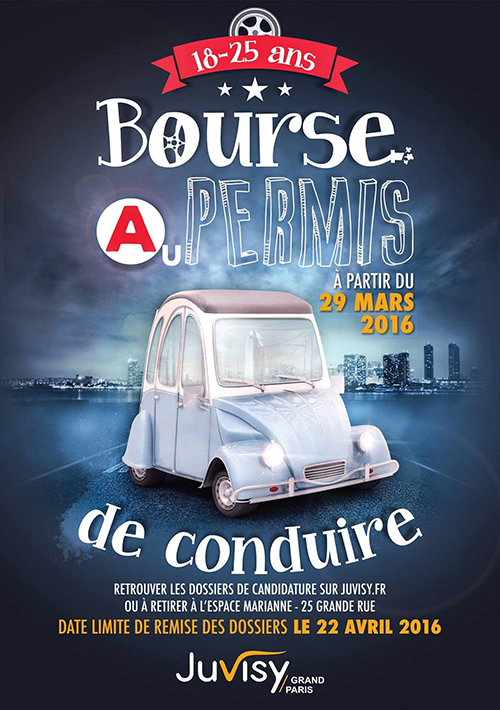 18-25 ans
Bourse
Au PERMIS
À PARTIR DU
29 MARS
2016
de conduire
RETROUVER LES DOSSIERS DE CANDIDATURE SUR JUVISY.FR
OU À RETIRER À L'ESPACE MARIANNE - 25 GRANDE RUE
DATE LIMITE DE REMISE DES DOSSIERS LE 22 AVRIL 2016
Juvisy GRAND
PARIS